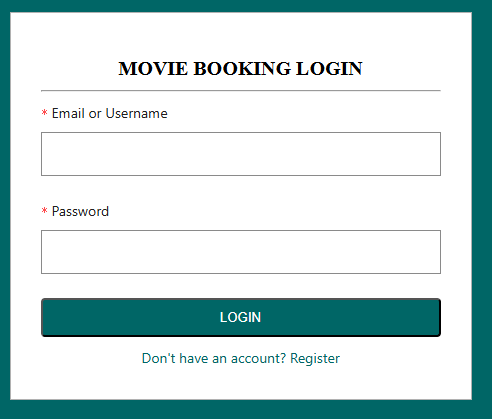 MOVIE BOOKING LOGIN
* Email or Username
* Password
LOGIN
Don't have an account? Register